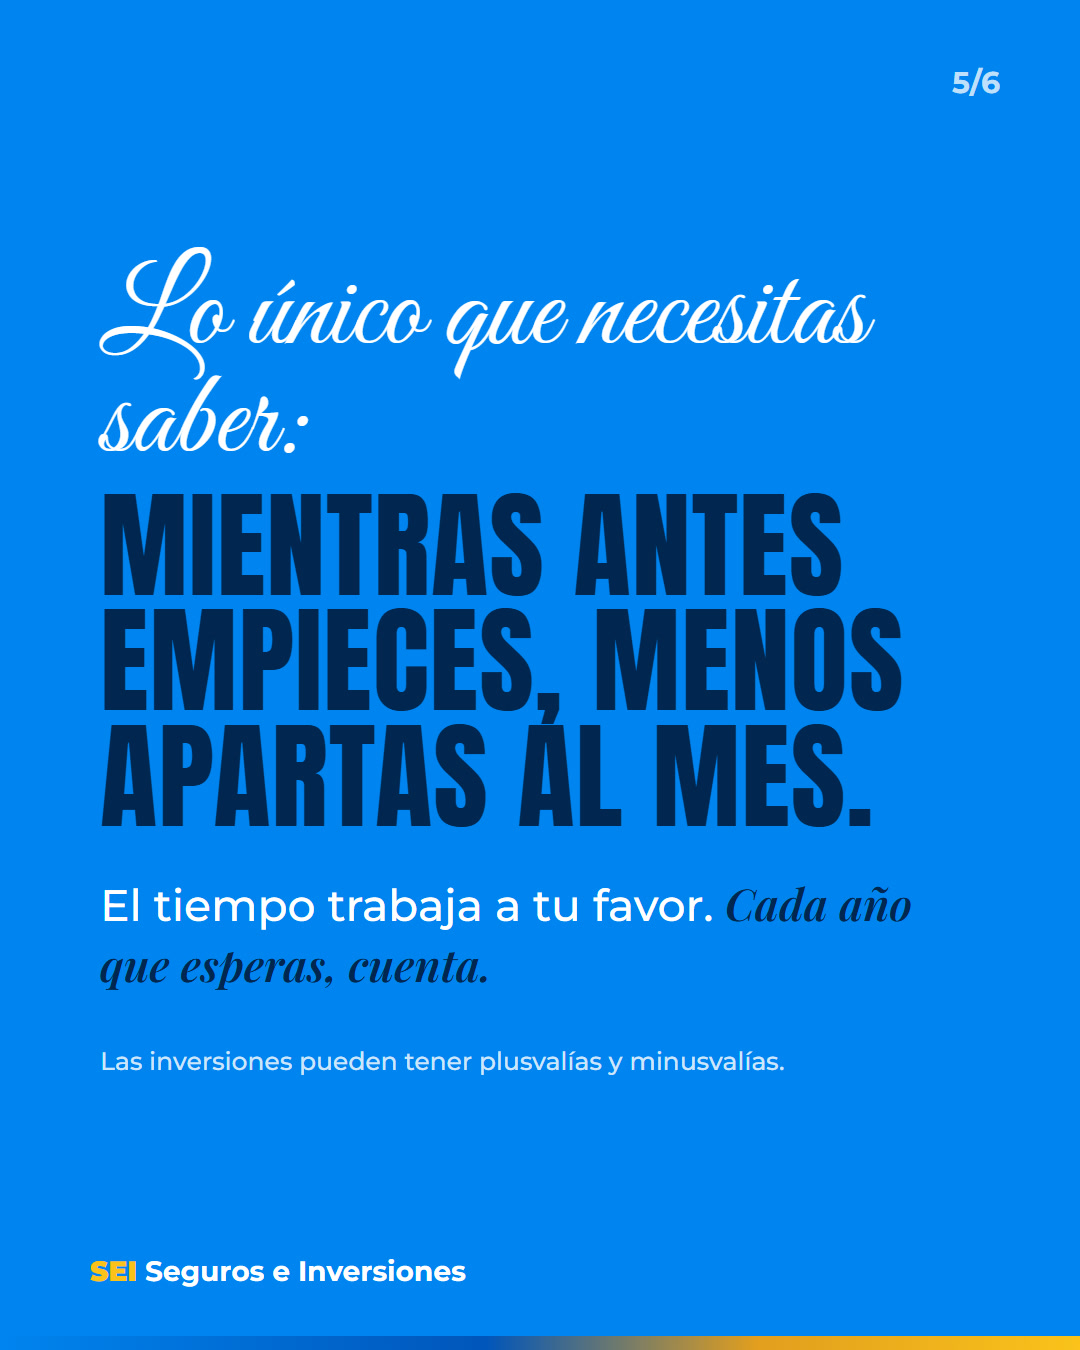 5/6
Lo único que necesitas
saber:
MIENTRAS ANTES
EMPIECES, MENOS
APARTAS AL MES.
El tiempo trabaja a tu favor. Cada año
que esperas, cuenta.
Las inversiones pueden tener plusvalías y minusvalías.
SEI Seguros e Inversiones